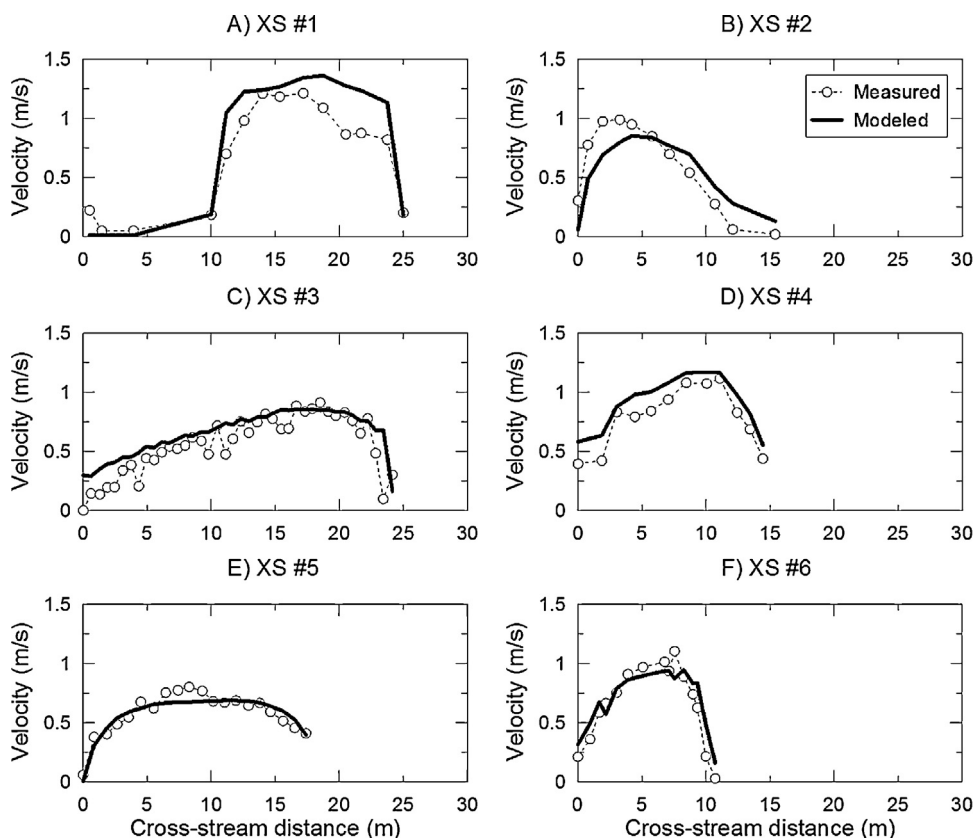 A) XS #1
B) XS #2
1.5
1
0.5
0
Velocity (m/s)
0 5 10 15 20 25 30
1.5
1
0.5
0
Velocity (m/s)
Measured
Modeled
0 5 10 15 20 25 30
C) XS #3
D) XS #4
1.5
1
0.5
0
Velocity (m/s)
0 5 10 15 20 25 30
1.5
1
0.5
0
Velocity (m/s)
0 5 10 15 20 25 30
E) XS #5
F) XS #6
1.5
1
0.5
0
Velocity (m/s)
0 5 10 15 20 25 30
Cross-stream distance (m)
1.5
1
0.5
0
Velocity (m/s)
0 5 10 15 20 25 30
Cross-stream distance (m)